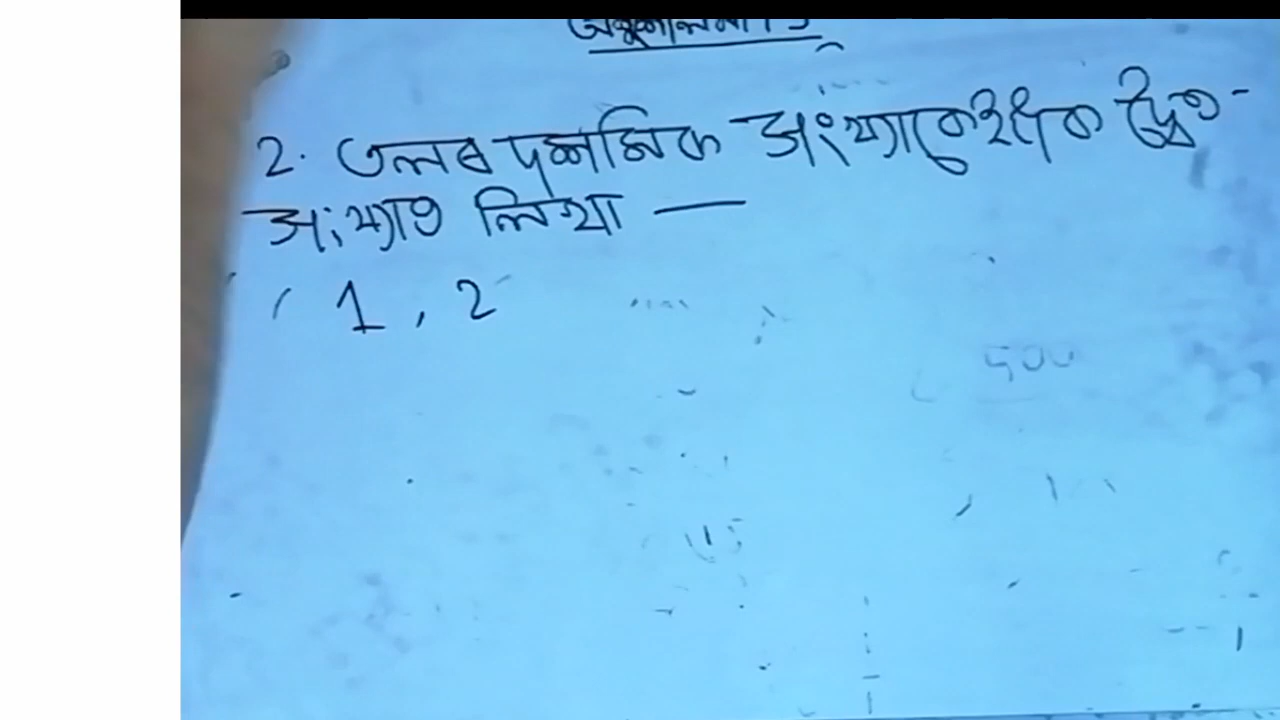 2. তলৰ দশমিক সংখ্যাকেইটাক দ্বৈত-
সংখ্যাত লিখা —
1, 2